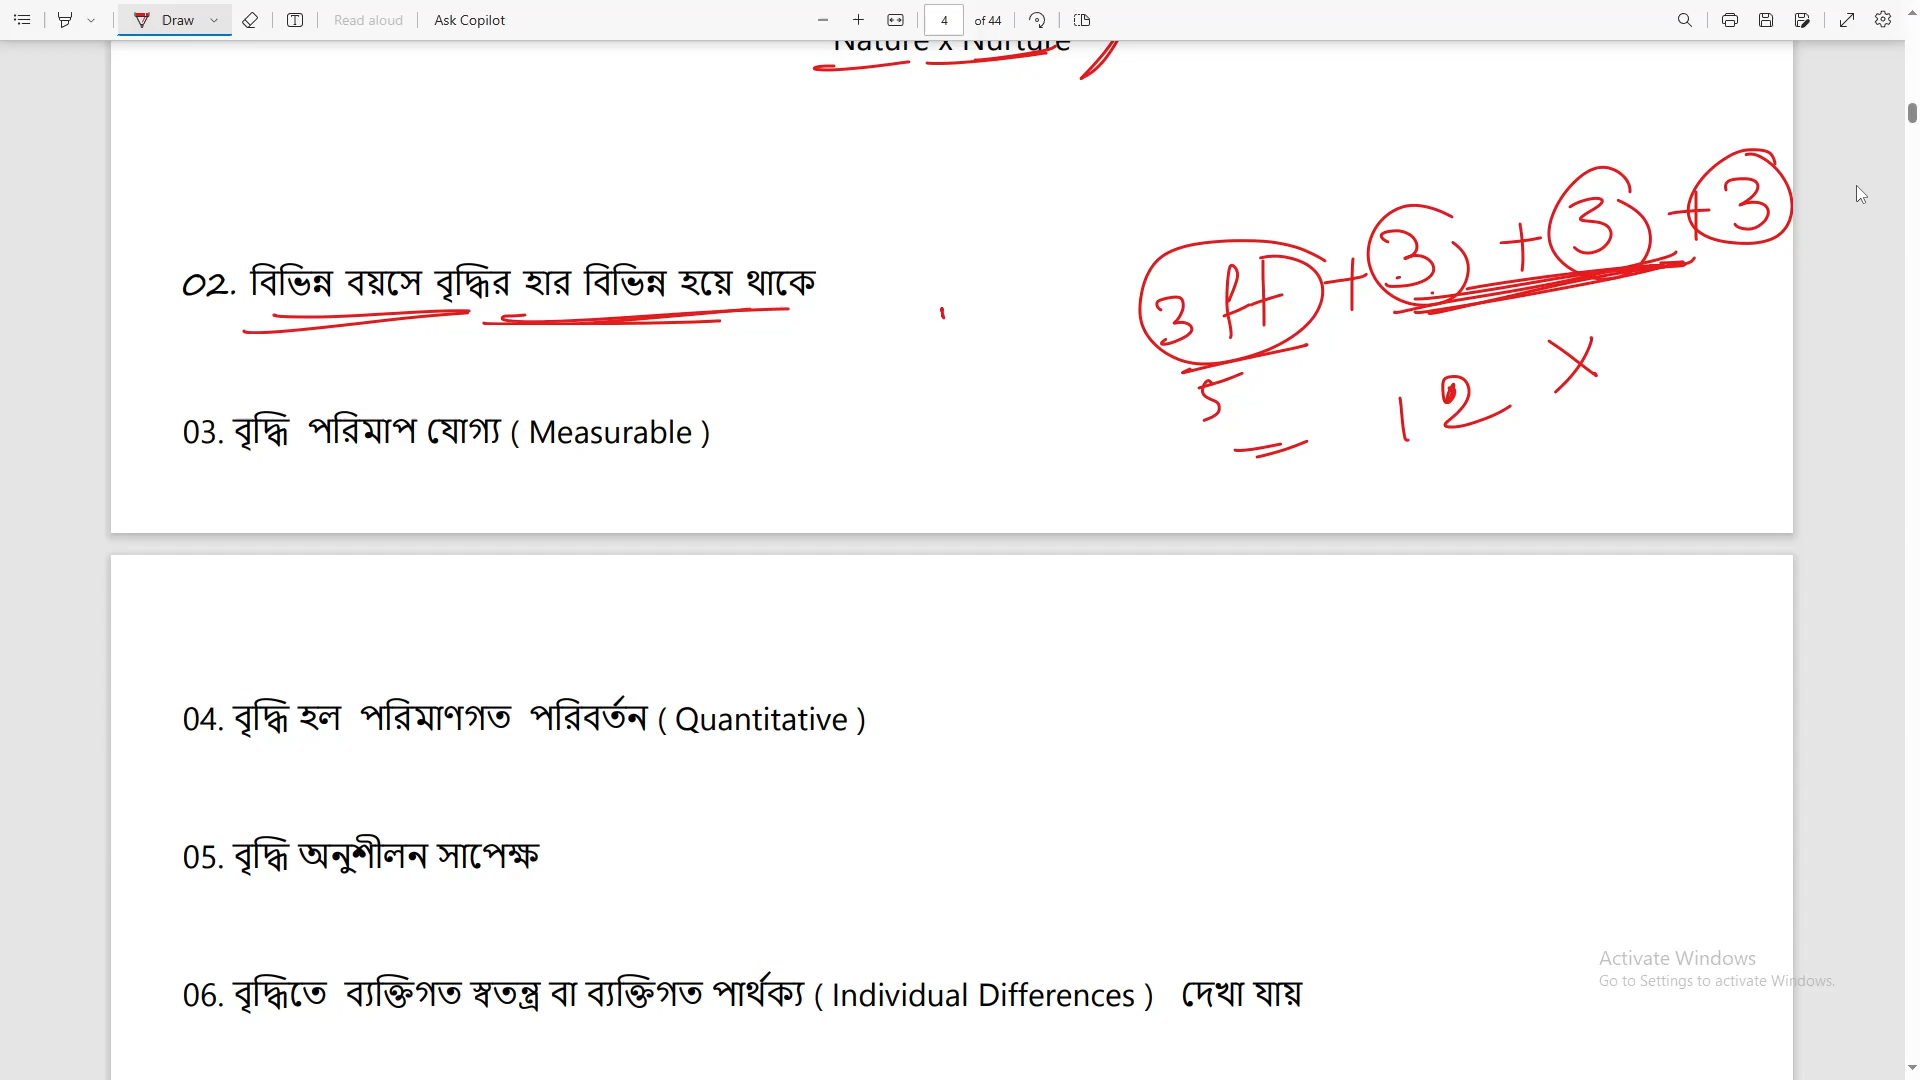 Draw
Read aloud
Ask Copilot
4
of 44
Nature x Nurture
3 ft + 3 + 3 + 3
02. বিভিন্ন বয়সে বৃদ্ধির হার বিভিন্ন হয়ে থাকে
5
12 X
03. বৃদ্ধি পরিমাপ যোগ্য ( Measurable )
04. বৃদ্ধি হল পরিমাণগত পরিবর্তন ( Quantitative )
05. বৃদ্ধি অনুশীলন সাপেক্ষ
06. বৃদ্ধিতে ব্যক্তিগত স্বতন্ত্র বা ব্যক্তিগত পার্থক্য ( Individual Differences ) দেখা যায়
Activate Windows
Go to Settings to activate Windows.